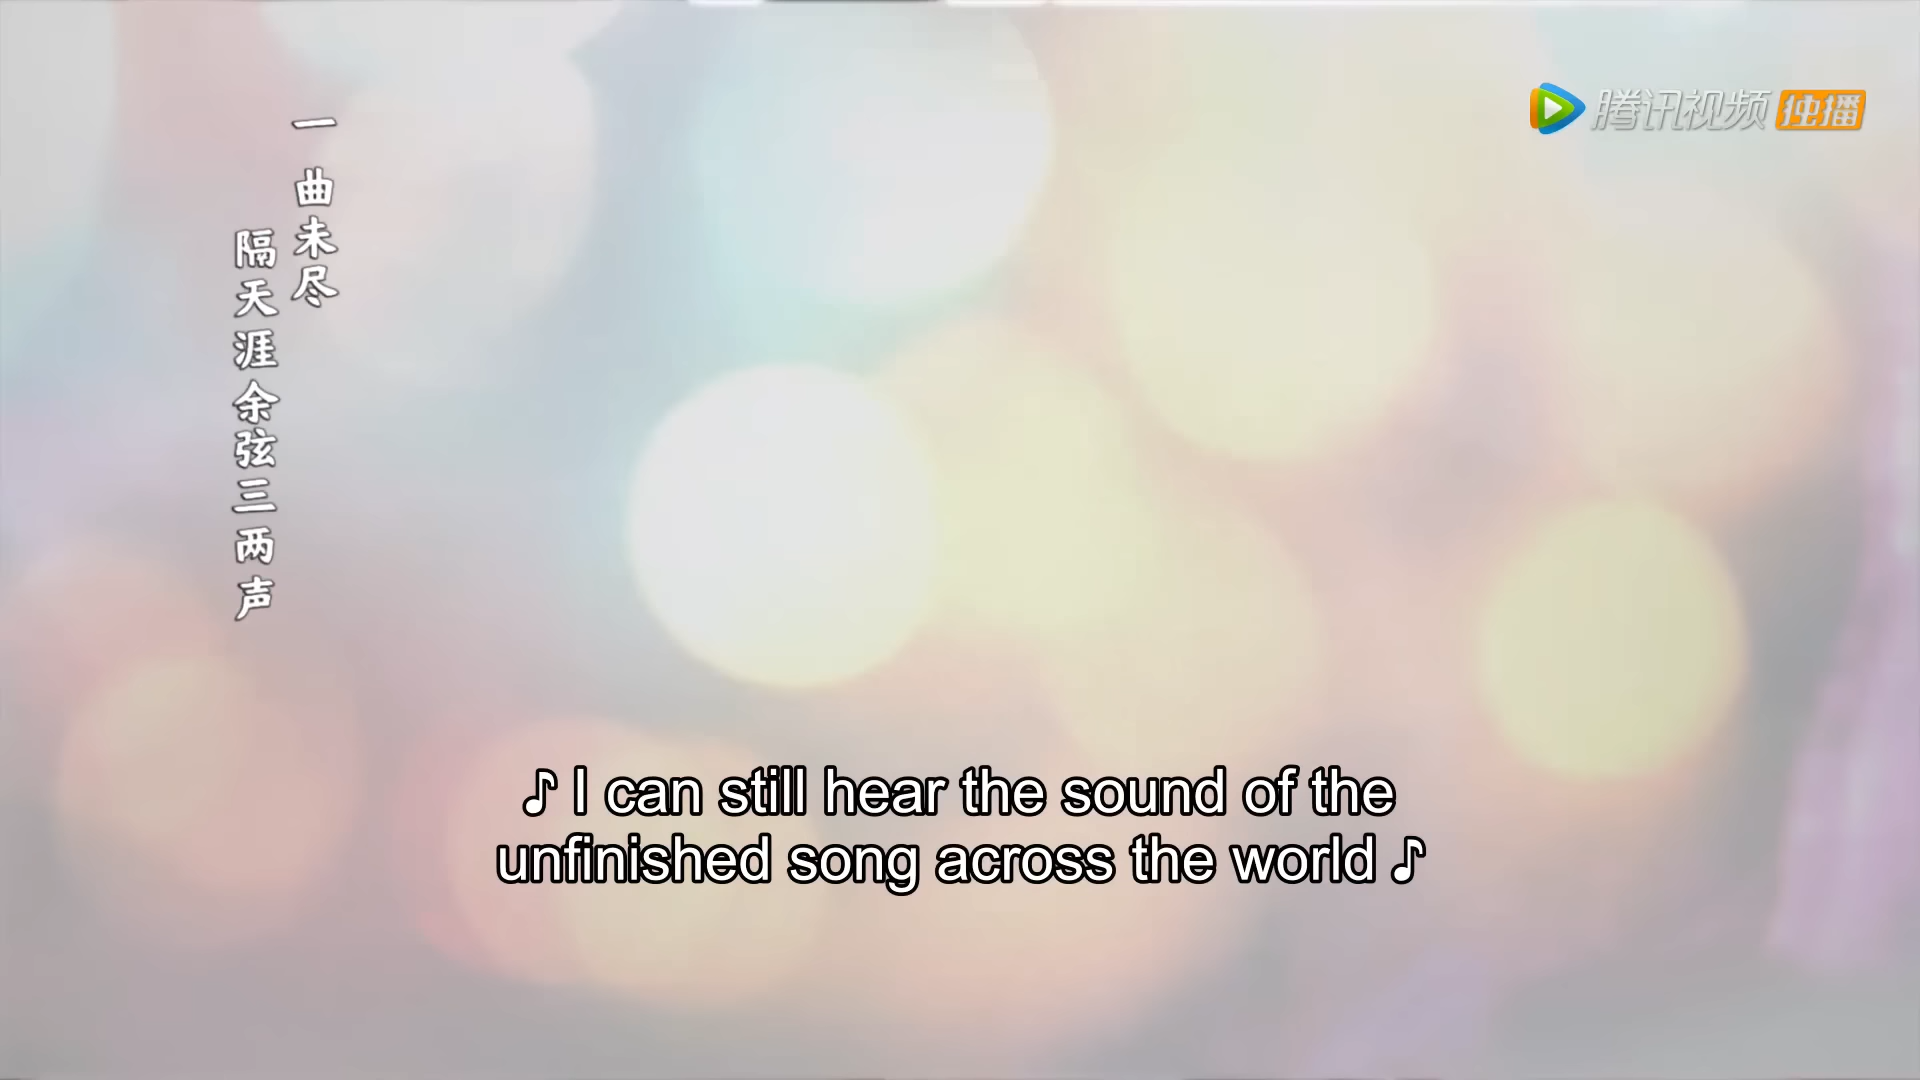 腾讯视频 独播
一曲未尽
隔天涯余弦三两声
♪ I can still hear the sound of the
unfinished song across the world ♪